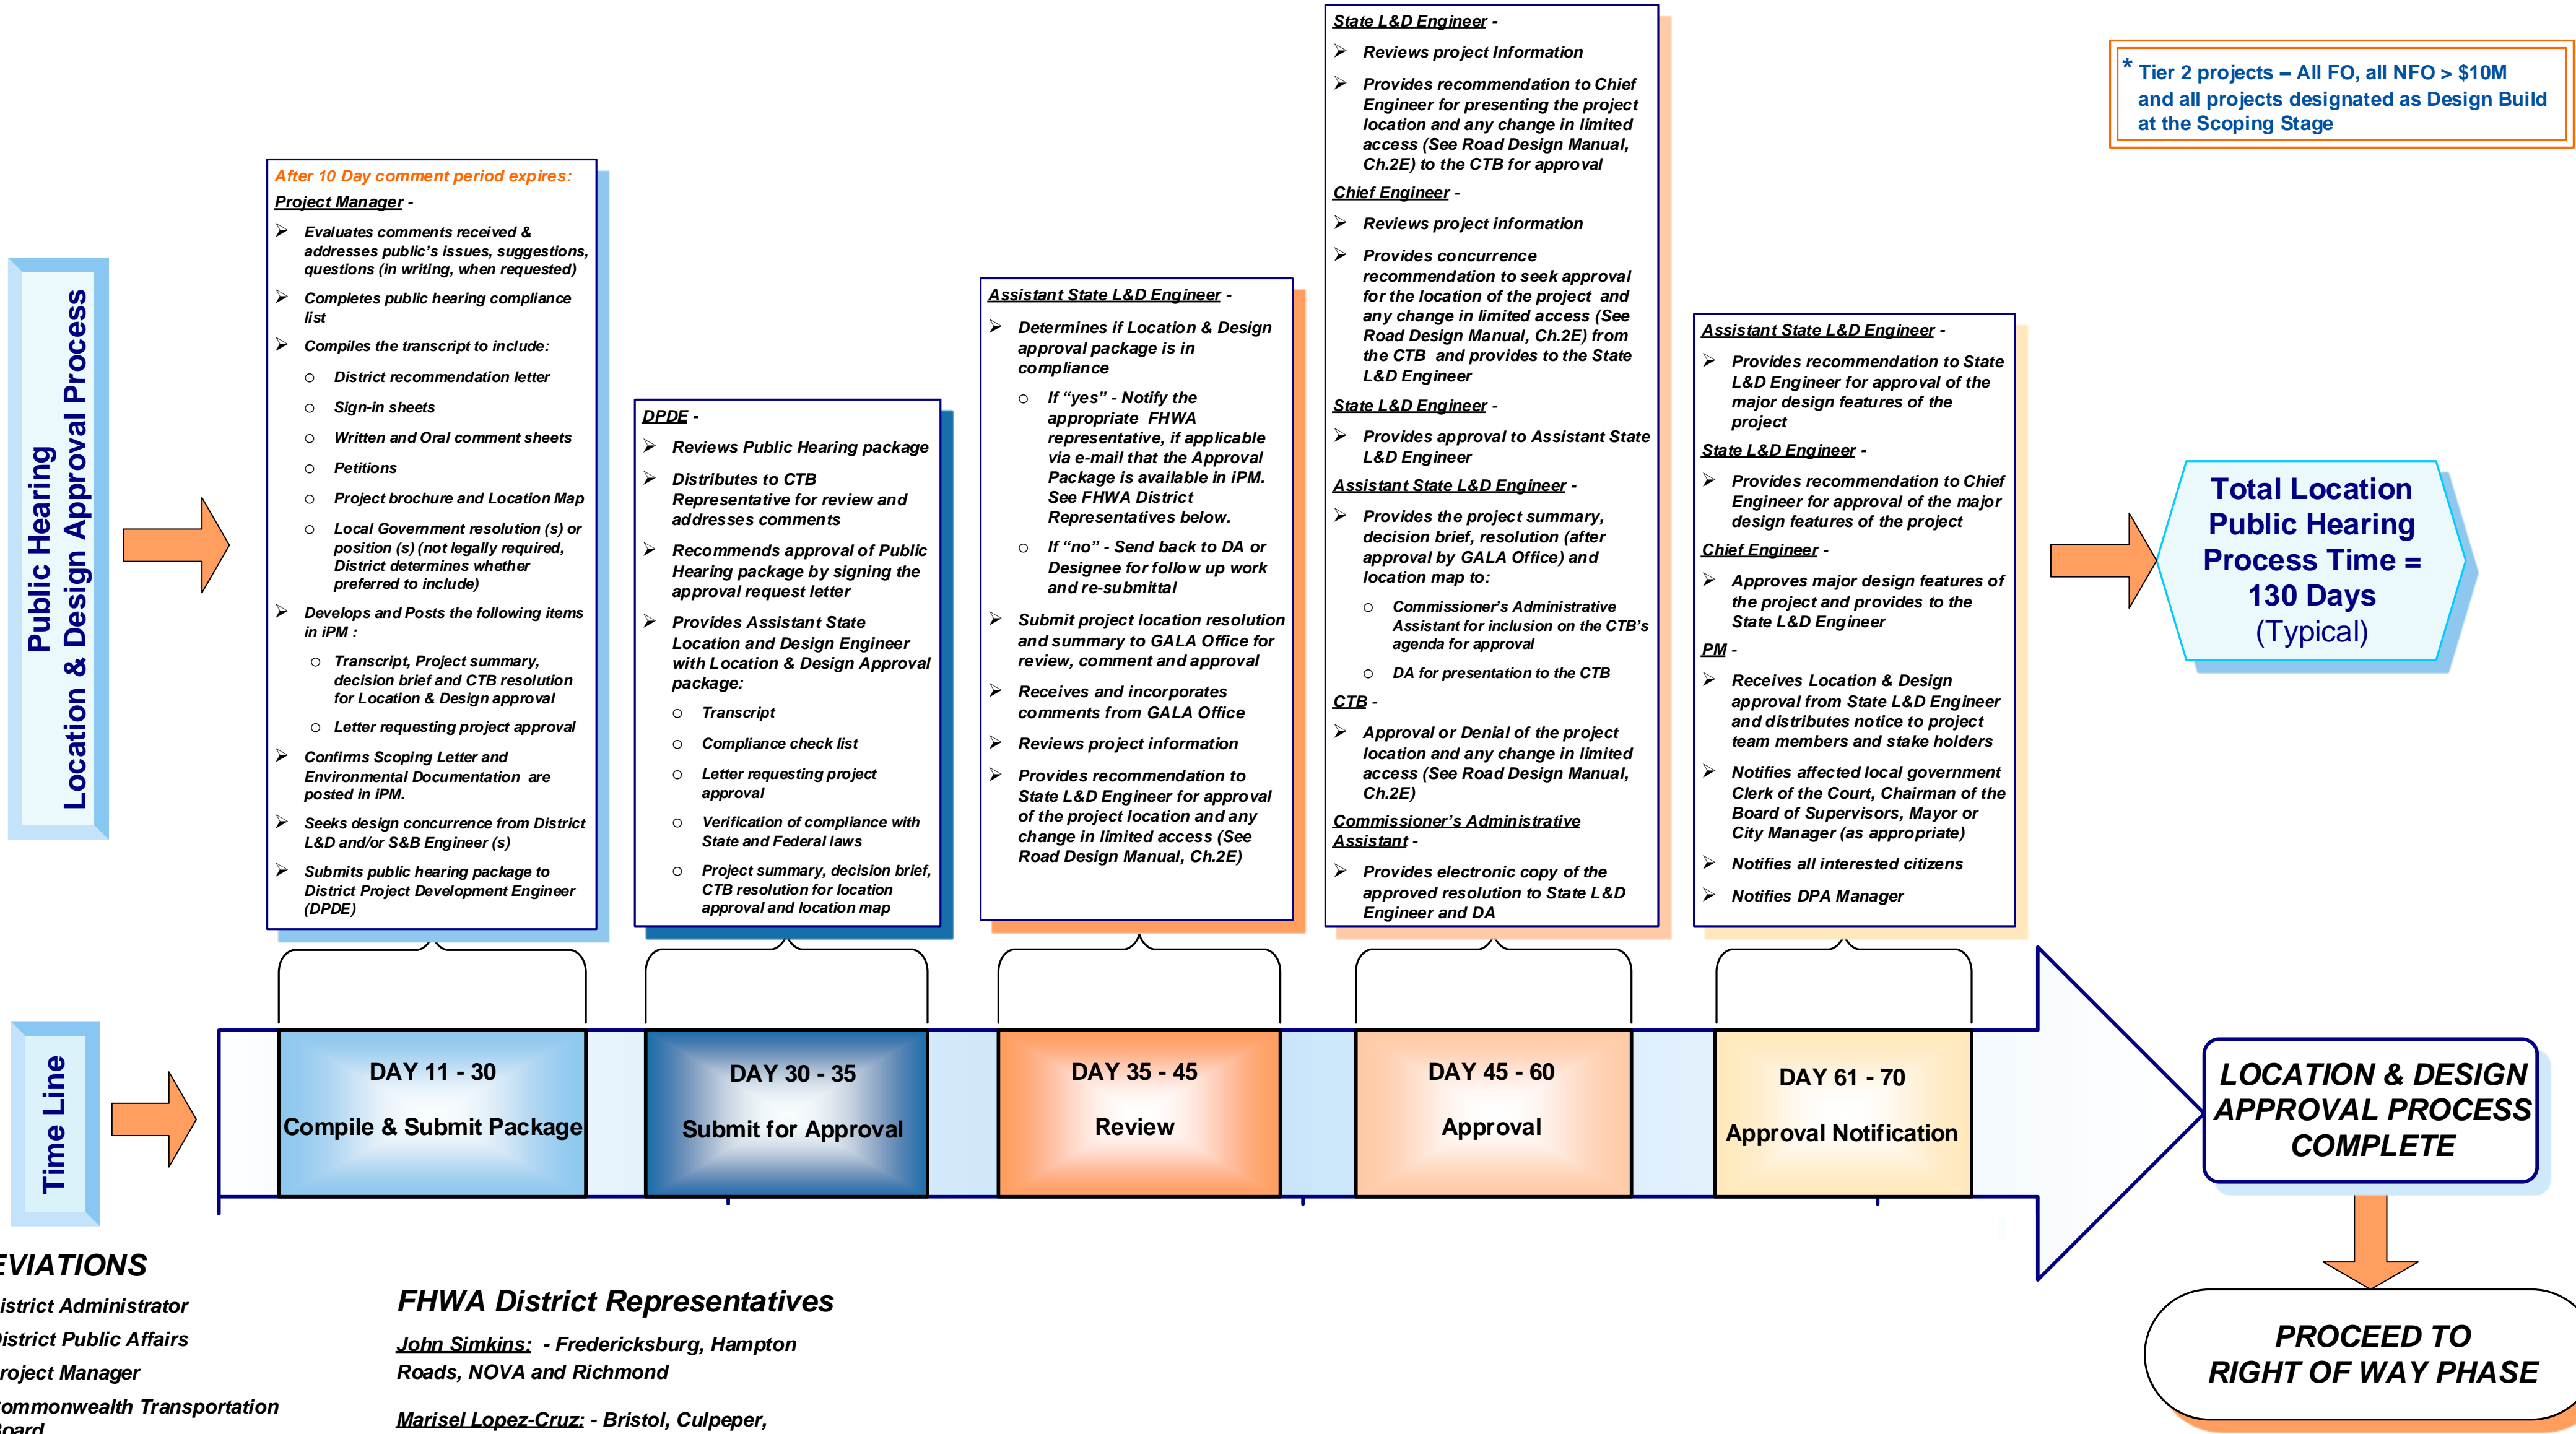 Public Hearing
Location & Design Approval Process
After 10 Day comment period expires:
Project Manager -
➢ Evaluates comments received &
addresses public's issues, suggestions,
questions (in writing, when requested)
➢ Completes public hearing compliance
list
➢ Compiles the transcript to include:
o District recommendation letter
o Sign-in sheets
o Written and Oral comment sheets
o Petitions
o Project brochure and Location Map
o Local Government resolution (s) or
position (s) (not legally required,
District determines whether
preferred to include)
➢ Develops and Posts the following items
in iPM :
o Transcript, Project summary,
decision brief and CTB resolution
for Location & Design approval
o Letter requesting project approval
➢ Confirms Scoping Letter and
Environmental Documentation are
posted in iPM.
➢ Seeks design concurrence from District
L&D and/or S&B Engineer (s)
➢ Submits public hearing package to
District Project Development Engineer
(DPDE)
DPDE -
➢ Reviews Public Hearing package
➢ Distributes to CTB
Representative for review and
addresses comments
➢ Recommends approval of Public
Hearing package by signing the
approval request letter
➢ Provides Assistant State
Location and Design Engineer
with Location & Design Approval
package:
o Transcript
o Compliance check list
o Letter requesting project
approval
o Verification of compliance with
State and Federal laws
o Project summary, decision brief,
CTB resolution for location
approval and location map
Assistant State L&D Engineer -
➢ Determines if Location & Design
approval package is in
compliance
o If “yes” - Notify the
appropriate FHWA
representative, if applicable
via e-mail that the Approval
Package is available in iPM.
See FHWA District
Representatives below.
o If “no” - Send back to DA or
Designee for follow up work
and re-submittal
➢ Submit project location resolution
and summary to GALA Office for
review, comment and approval
➢ Receives and incorporates
comments from GALA Office
➢ Reviews project information
➢ Provides recommendation to
State L&D Engineer for approval
of the project location and any
change in limited access (See
Road Design Manual, Ch.2E)
State L&D Engineer -
➢ Reviews project Information
➢ Provides recommendation to Chief
Engineer for presenting the project
location and any change in limited
access (See Road Design Manual,
Ch.2E) to the CTB for approval
Chief Engineer -
➢ Reviews project information
➢ Provides concurrence
recommendation to seek approval
for the location of the project and
any change in limited access (See
Road Design Manual, Ch.2E) from
the CTB and provides to the State
L&D Engineer
State L&D Engineer -
➢ Provides approval to Assistant State
L&D Engineer
Assistant State L&D Engineer -
➢ Provides the project summary,
decision brief, resolution (after
approval by GALA Office) and
location map to:
o Commissioner's Administrative
Assistant for inclusion on the CTB's
agenda for approval
o DA for presentation to the CTB
CTB -
➢ Approval or Denial of the project
location and any change in limited
access (See Road Design Manual,
Ch.2E)
Commissioner's Administrative
Assistant -
➢ Provides electronic copy of the
approved resolution to State L&D
Engineer and DA
Assistant State L&D Engineer -
➢ Provides recommendation to State
L&D Engineer for approval of the
major design features of the
project
State L&D Engineer -
➢ Provides recommendation to Chief
Engineer for approval of the major
design features of the project
Chief Engineer -
➢ Approves major design features of
the project and provides to the
State L&D Engineer
PM -
➢ Receives Location & Design
approval from State L&D Engineer
and distributes notice to project
team members and stake holders
➢ Notifies affected local government
Clerk of the Court, Chairman of the
Board of Supervisors, Mayor or
City Manager (as appropriate)
➢ Notifies all interested citizens
➢ Notifies DPA Manager
* Tier 2 projects – All FO, all NFO > $10M
and all projects designated as Design Build
at the Scoping Stage
Total Location
Public Hearing
Process Time =
130 Days
(Typical)
Time Line
DAY 11 - 30
Compile & Submit Package
DAY 30 - 35
Submit for Approval
DAY 35 - 45
Review
DAY 45 - 60
Approval
DAY 61 - 70
Approval Notification
LOCATION & DESIGN
APPROVAL PROCESS
COMPLETE
PROCEED TO
RIGHT OF WAY PHASE
EVIATIONS
istrict Administrator
istrict Public Affairs
roject Manager
ommonwealth Transportation
Board
FHWA District Representatives
John Simkins: - Fredericksburg, Hampton
Roads, NOVA and Richmond
Marisel Lopez-Cruz: - Bristol, Culpeper,